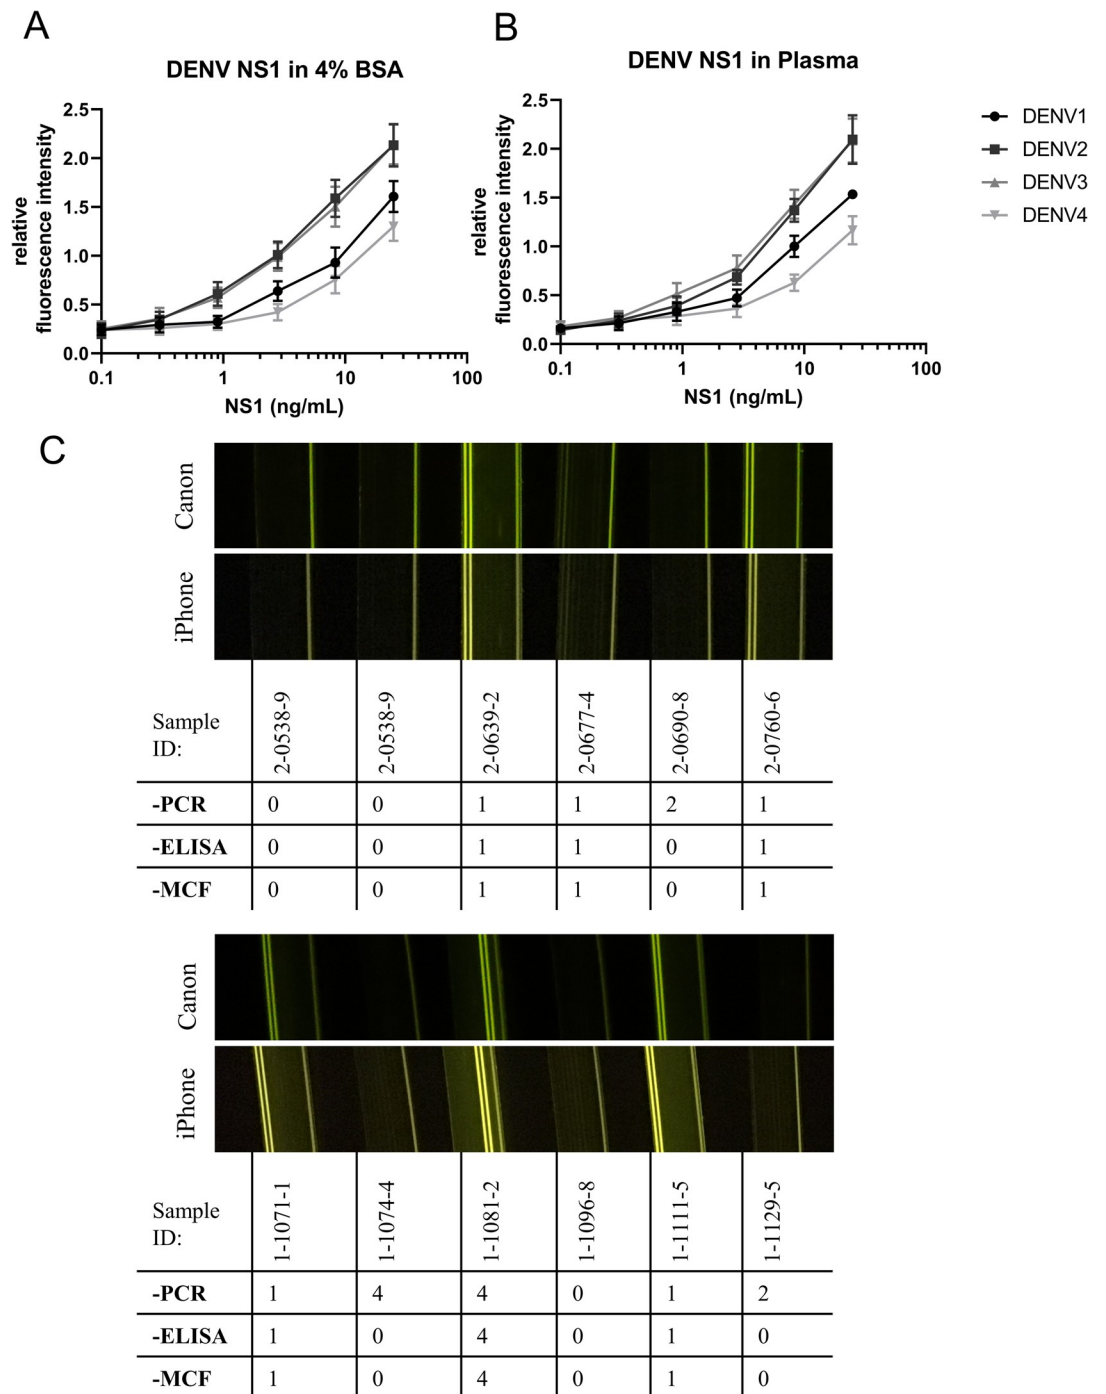 A
DENV NS1 in 4% BSA
relative
fluorescence intensity
2.5
2.0
1.5
1.0
0.5
0.0
0.1 1 10 100
NS1 (ng/mL)
B
DENV NS1 in Plasma
relative
fluorescence intensity
2.5
2.0
1.5
1.0
0.5
0.0
0.1 1 10 100
NS1 (ng/mL)
DENV1
DENV2
DENV3
DENV4
C
Canon
iPhone
Sample
ID:
2-0538-9
2-0538-9
2-0639-2
2-0677-4
2-0690-8
2-0760-6
-PCR 0 0 1 1 2 1
-ELISA 0 0 1 1 0 1
-MCF 0 0 1 1 0 1
Canon
iPhone
Sample
ID:
1-1071-1
1-1074-4
1-1081-2
1-1096-8
1-1111-5
1-1129-5
-PCR 1 4 4 0 1 2
-ELISA 1 0 4 0 1 0
-MCF 1 0 4 0 1 0